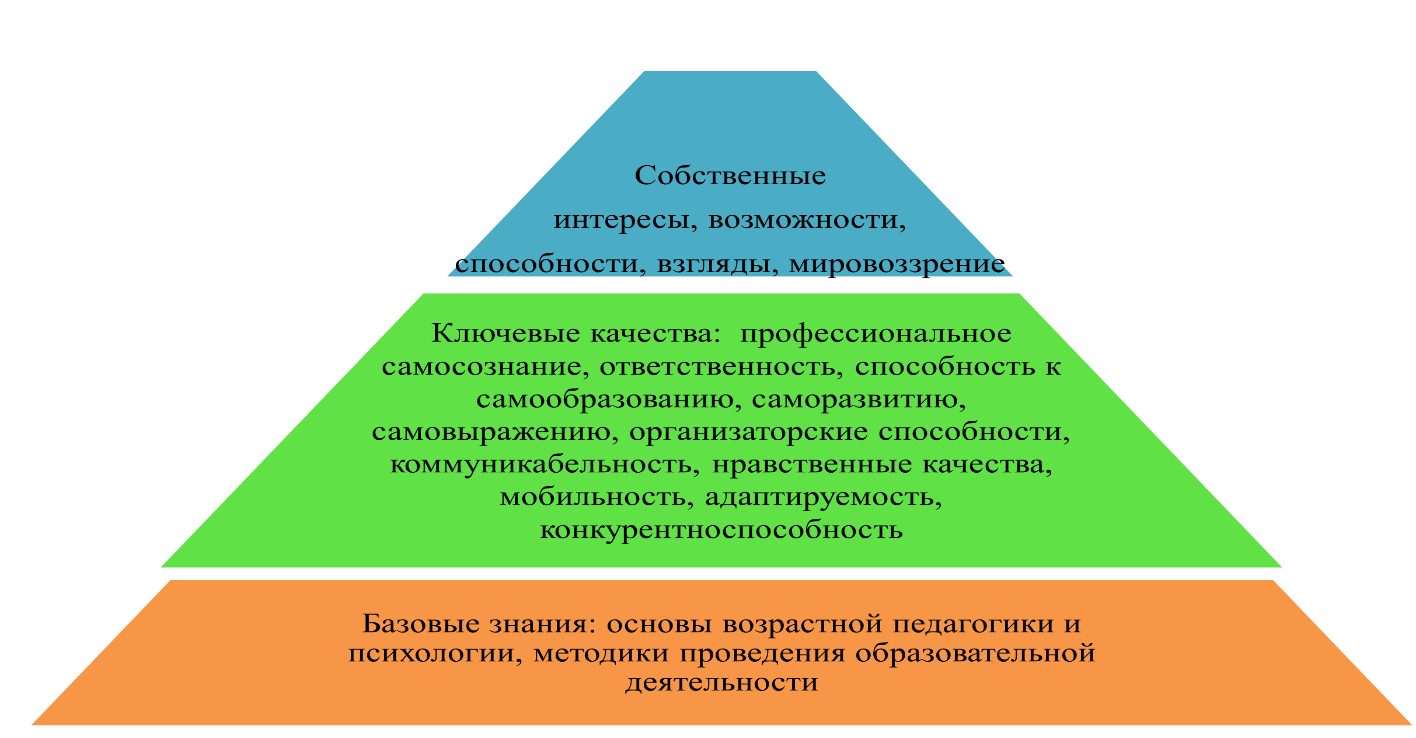 Собственные
интересы, возможности,
способности, взгляды, мировоззрение
Ключевые качества:  профессиональное
самосознание, ответственность, способность к
самообразованию, саморазвитию,
самовыражению, организаторские способности,
коммуникабельность, нравственные качества,
мобильность, адаптируемость,
конкурентноспособность
Базовые знания: основы возрастной педагогики и
психологии, методики проведения образовательной
деятельности